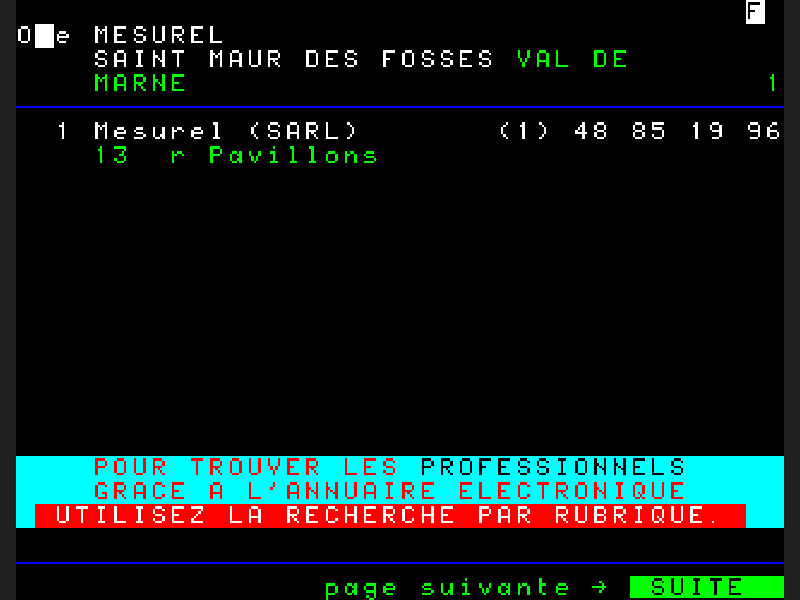 F
e MESUREL
SAINT MAUR DES FOSSES VAL DE
MARNE 1
1 Mesurel (SARL) (1) 48 85 19 96
13 r Pavillons
POUR TROUVER LES PROFESSIONNELS
GRACE A L'ANNUAIRE ELECTRONIQUE
UTILISEZ LA RECHERCHE PAR RUBRIQUE.
page suivante → SUITE